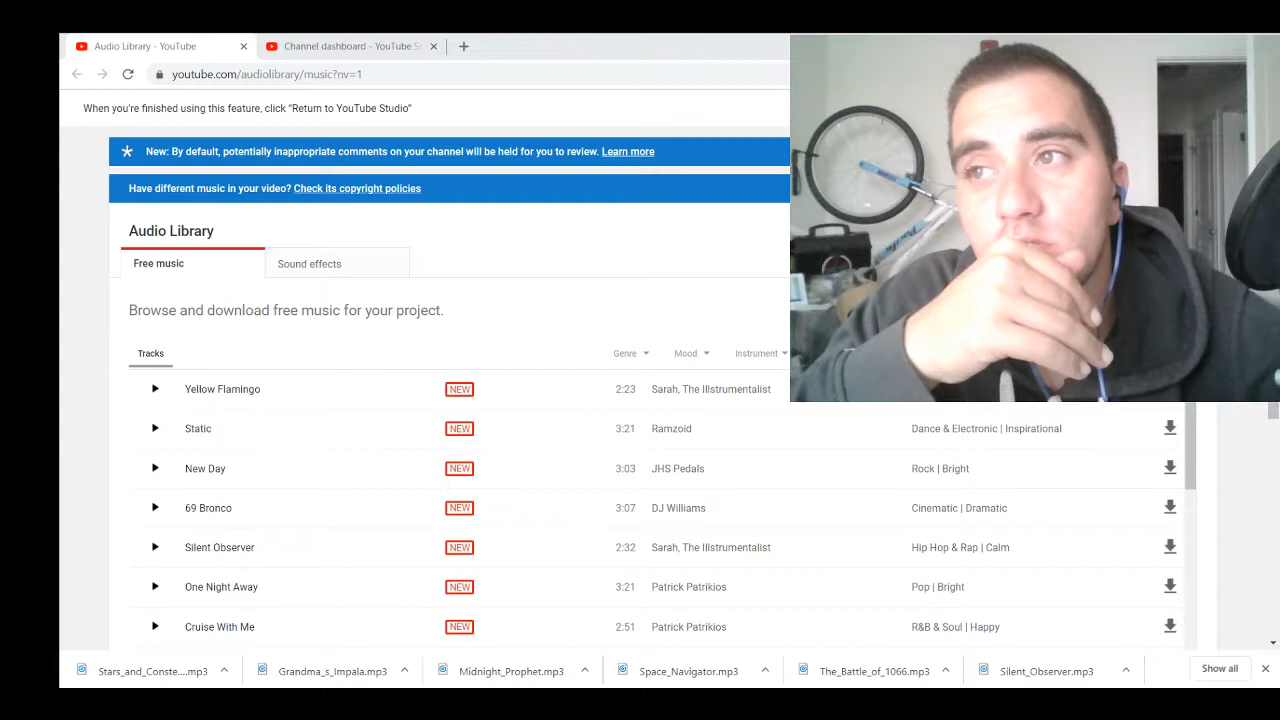 Audio Library - YouTube
Channel dashboard - YouTube S
youtube.com/audiolibrary/music?nv=1
When you're finished using this feature, click "Return to YouTube Studio"
New: By default, potentially inappropriate comments on your channel will be held for you to review. Learn more
Have different music in your video? Check its copyright policies
Audio Library
Free music Sound effects
Browse and download free music for your project.
Tracks Genre Mood Instrument
Yellow Flamingo NEW 2:23 Sarah, The Illstrumentalist
Static NEW 3:21 Ramzoid Dance & Electronic | Inspirational
New Day NEW 3:03 JHS Pedals Rock | Bright
69 Bronco NEW 3:07 DJ Williams Cinematic | Dramatic
Silent Observer NEW 2:32 Sarah, The Illstrumentalist Hip Hop & Rap | Calm
One Night Away NEW 3:21 Patrick Patrikios Pop | Bright
Cruise With Me NEW 2:51 Patrick Patrikios R&B & Soul | Happy
Stars_and_Conste....mp3 Grandma_s_Impala.mp3 Midnight_Prophet.mp3 Space_Navigator.mp3 The_Battle_of_1066.mp3 Silent_Observer.mp3 Show all